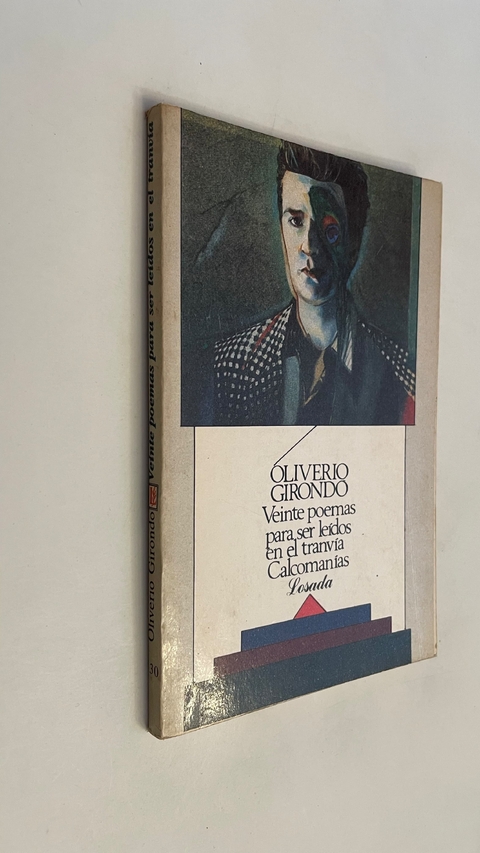 OLIVERIO
GIRONDO
Veinte poemas
para ser leídos
en el tranvía
Calcomanías
Losada
30 Oliverio Girondo Veinte poemas para ser leídos en el tranvía